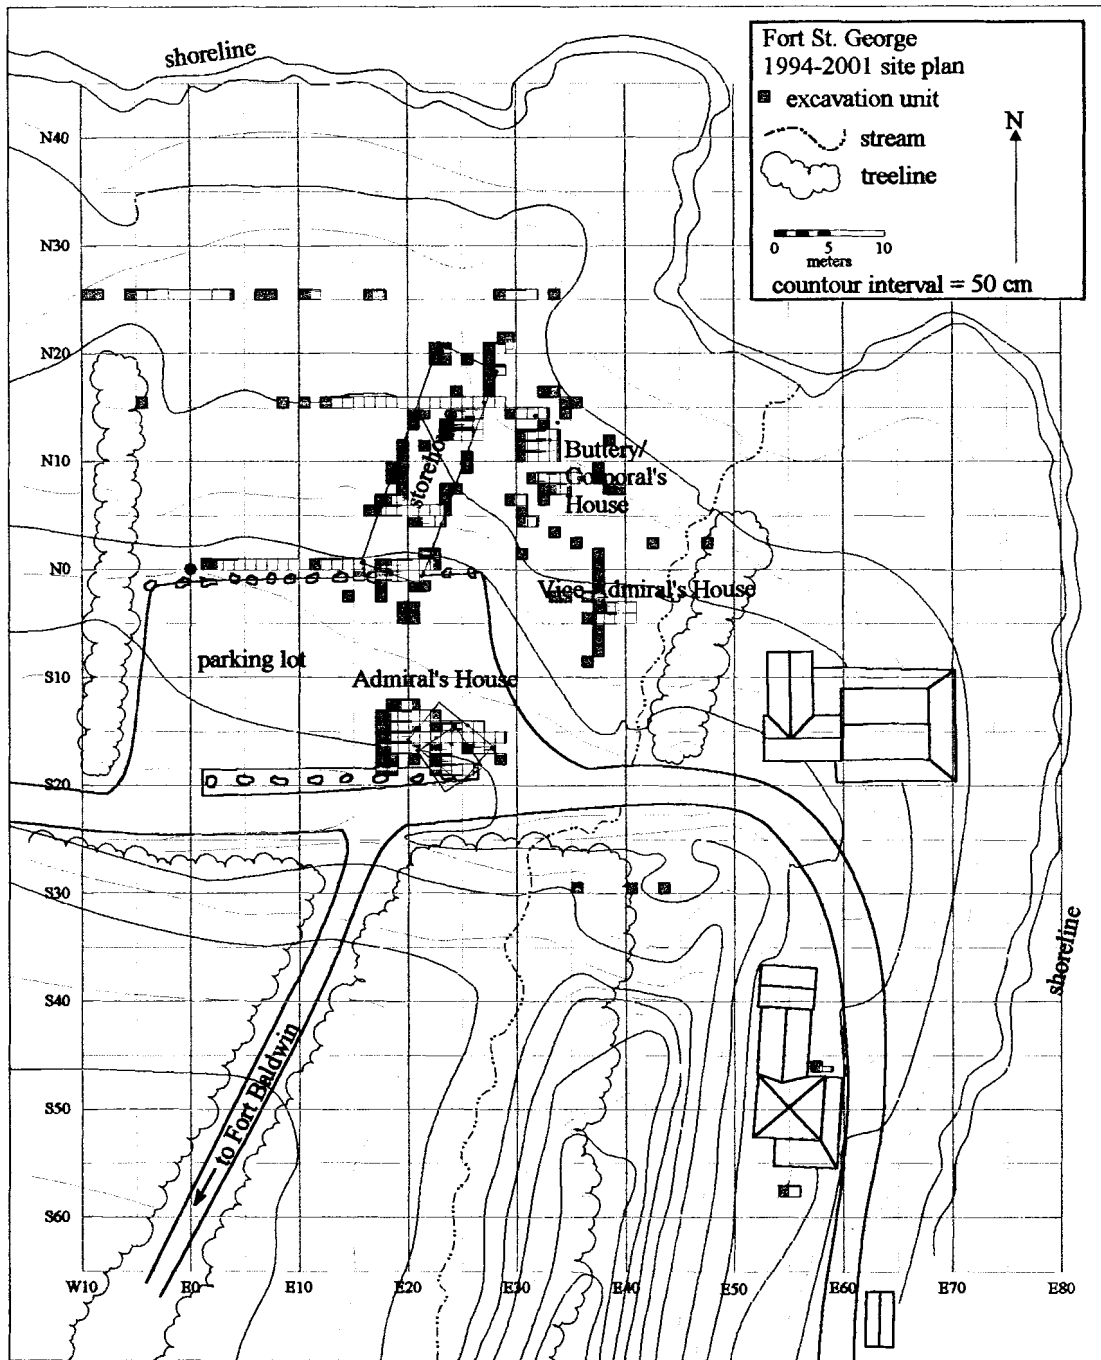 shoreline
Fort St. George
1994-2001 site plan
excavation unit
stream
treeline
N
0 5 10
meters
countour interval = 50 cm
N40
N30
N20
N10
N0
S10
S20
S30
S40
S50
S60
storehou
Buttery/
Corporal's
House
Vice Admiral's House
parking lot
Admiral's House
shoreline
to Fort Baldwin
W10 E0 E10 E20 E30 E40 E50 E60 E70 E80